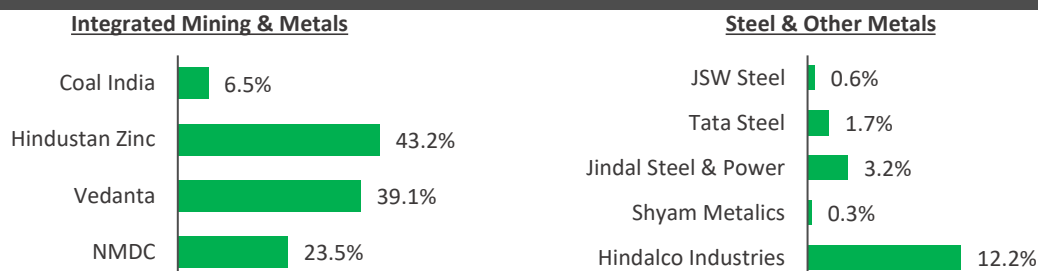 Integrated Mining & Metals
Coal India 6.5%
Hindustan Zinc 43.2%
Vedanta 39.1%
NMDC 23.5%
Steel & Other Metals
JSW Steel 0.6%
Tata Steel 1.7%
Jindal Steel & Power 3.2%
Shyam Metalics 0.3%
Hindalco Industries 12.2%